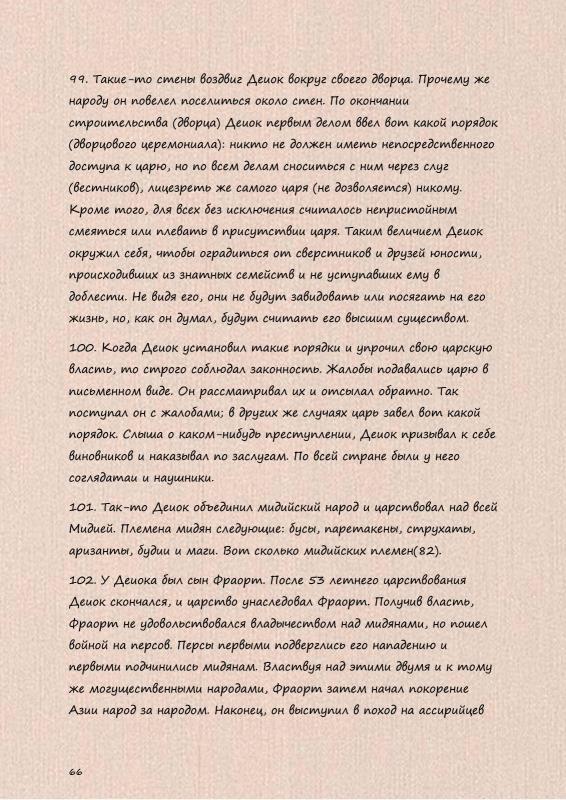 99. Такие-то стены воздвиг Деиок вокруг своего дворца. Прочему же
народу он повелел поселиться около стен. По окончании
строительства (дворца) Деиок первым делом ввел вот какой порядок
(дворцового церемониала): никто не должен иметь непосредственного
доступа к царю, но по всем делам сноситься с ним через слуг
(вестников), лицезреть же самого царя (не дозволяется) никому.
Кроме того, для всех без исключения считалось непристойным
смеяться или плевать в присутствии царя. Таким величием Деиок
окружил себя, чтобы оградиться от сверстников и друзей юности,
происходивших из знатных семейств и не уступавших ему в
доблести. Не видя его, они не будут завидовать или посягать на его
жизнь, но, как он думал, будут считать его высшим существом.
100. Когда Деиок установил такие порядки и упрочил свою царскую
власть, то строго соблюдал законность. Жалобы подавались царю в
письменном виде. Он рассматривал их и отсылал обратно. Так
поступал он с жалобами; в других же случаях царь завел вот какой
порядок. Слыша о каком-нибудь преступлении, Деиок призывал к себе
виновников и наказывал по заслугам. По всей стране были у него
соглядатаи и наушники.
101. Так-то Деиок объединил мидийский народ и царствовал над всей
Мидией. Племена мидян следующие: бусы, паретакены, струхаты,
аризанты, будии и маги. Вот сколько мидийских племен(82).
102. У Деиока был сын Фраорт. После 53 летнего царствования
Деиок скончался, и царство унаследовал Фраорт. Получив власть,
Фраорт не удовольствовался владычеством над мидянами, но пошел
войной на персов. Персы первыми подверглись его нападению и
первыми подчинились мидянам. Властвуя над этими двумя и к тому
же могущественными народами, Фраорт затем начал покорение
Азии народ за народом. Наконец, он выступил в поход на ассирийцев
66